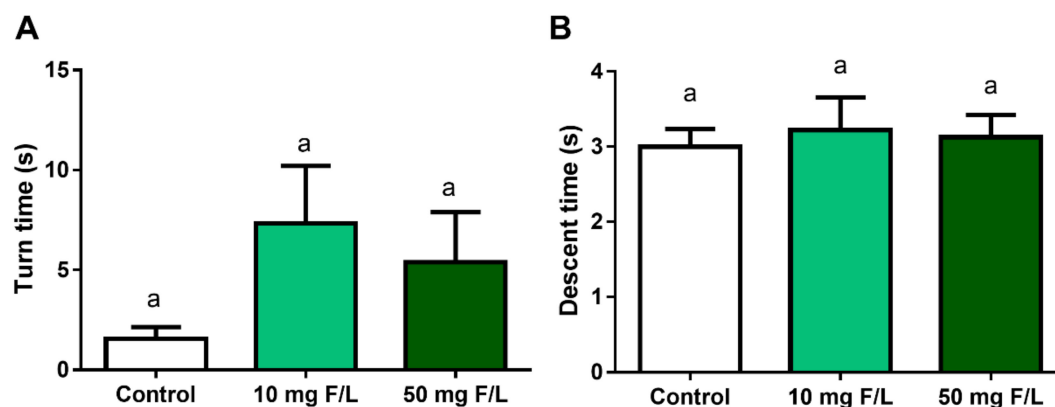 A
Turn time (s)
15
10
5
0
a
a
a
Control
10 mg F/L
50 mg F/L
B
Descent time (s)
4
3
2
1
0
a
a
a
Control
10 mg F/L
50 mg F/L